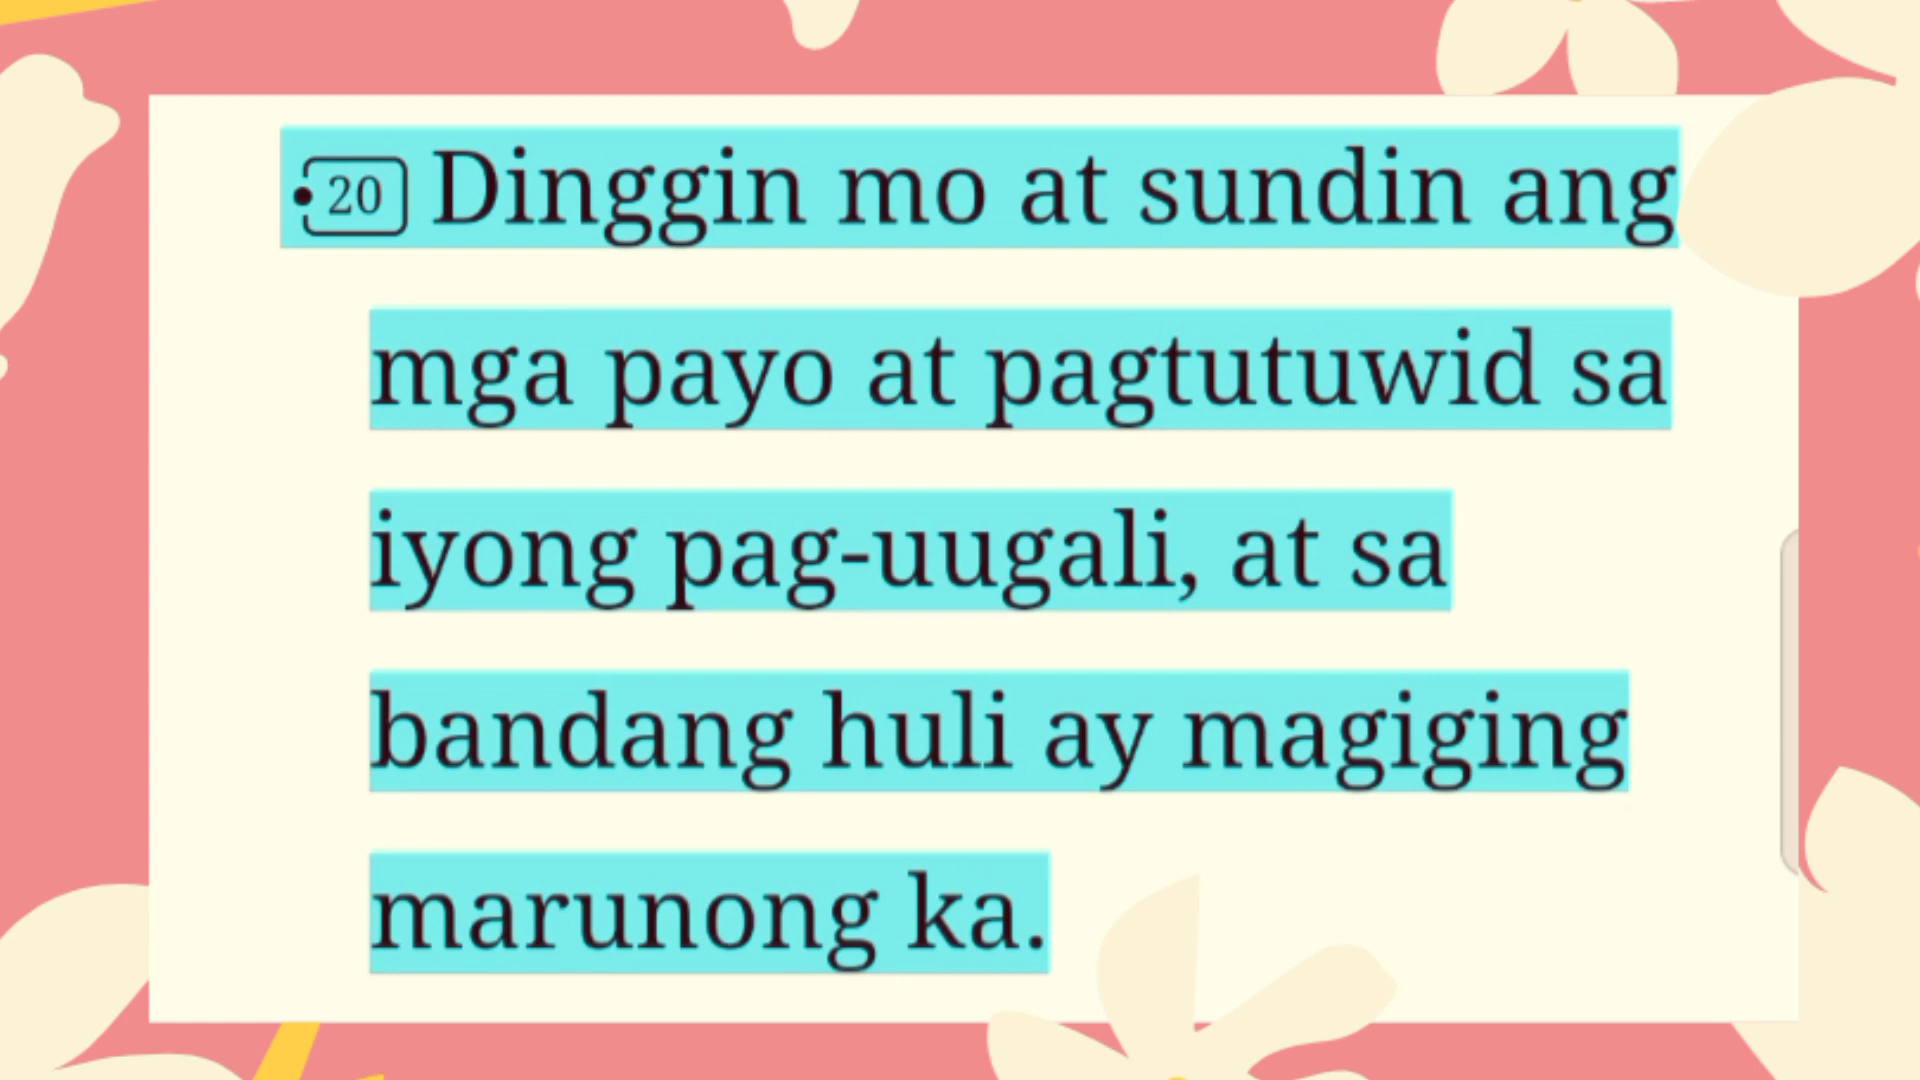 20 Dinggin mo at sundin ang
mga payo at pagtutuwid sa
iyong pag-uugali, at sa
bandang huli ay magiging
marunong ka.